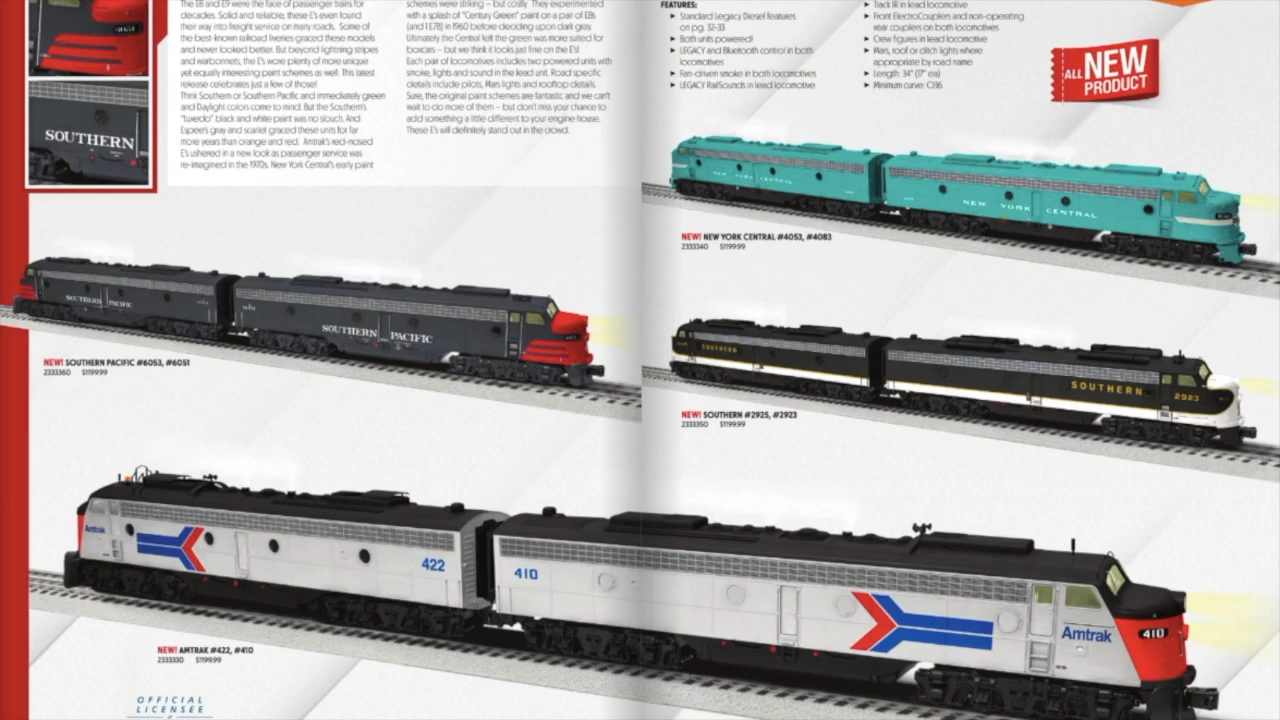 The E8 and E9 were the face of passenger trains for
decades. Solid and reliable, these E's even found
their way into freight service on many roads. Some of
the best-known railroad liveries graced these models
and never looked better. But beyond lightning stripes
and warbonnets, the E's wore plenty of more unique
yet equally interesting paint schemes as well. This latest
release celebrates just a few of those!
Think Southern or Southern Pacific and immediately green
and Daylight colors come to mind. But the Southern's
"tuxedo" black and white paint was no slouch. And
Espee's gray and scarlet graced these units for far
more years than orange and red. Amtrak's red-nosed
E's ushered in a new look as passenger service was
re-imagined in the 1970s. New York Central's early paint
schemes were striking – but costly. They experimented
with a splash of "Century Green" paint on a pair of E8s
(and 1 E7B) in 1960 before deciding upon dark gray.
Ultimately the Central felt the green was more suited for
boxcars – but we think it looks just fine on the E's!
Each pair of locomotives includes two powered units with
smoke, lights and sound in the lead unit. Road specific
details include pilots, Mars lights and rooftop details.
Sure, the original paint schemes are fantastic and we can't
wait to do more of them – but don't miss your chance to
add something a little different to your engine house.
These E's will definitely stand out in the crowd.
FEATURES:
► Standard Legacy Diesel features
on pg. 32-33
► Both units powered!
► LEGACY and Bluetooth control in both
locomotives
► Fan-driven smoke in both locomotives
► LEGACY RailSounds in lead locomotive
► Track IR in lead locomotive
► Front ElectroCouplers and non-operating
rear couplers on both locomotives
► Crew figures in lead locomotive
► Mars, roof or ditch lights where
appropriate by road name
► Length: 34" (17" ea)
► Minimum curve: O36
ALL NEW
PRODUCT
SOUTHERN
NEW YORK CENTRAL
NEW YORK CENTRAL
NEW! NEW YORK CENTRAL #4053, #4083
2333340 $1199.99
SOUTHERN PACIFIC
SOUTHERN PACIFIC
NEW! SOUTHERN PACIFIC #6053, #6051
2333360 $1199.99
SOUTHERN
SOUTHERN
2923
NEW! SOUTHERN #2925, #2923
2333350 $1199.99
Amtrak
422
410
Amtrak
410
NEW! AMTRAK #422, #410
2333330 $1199.99
OFFICIAL
LICENSEE